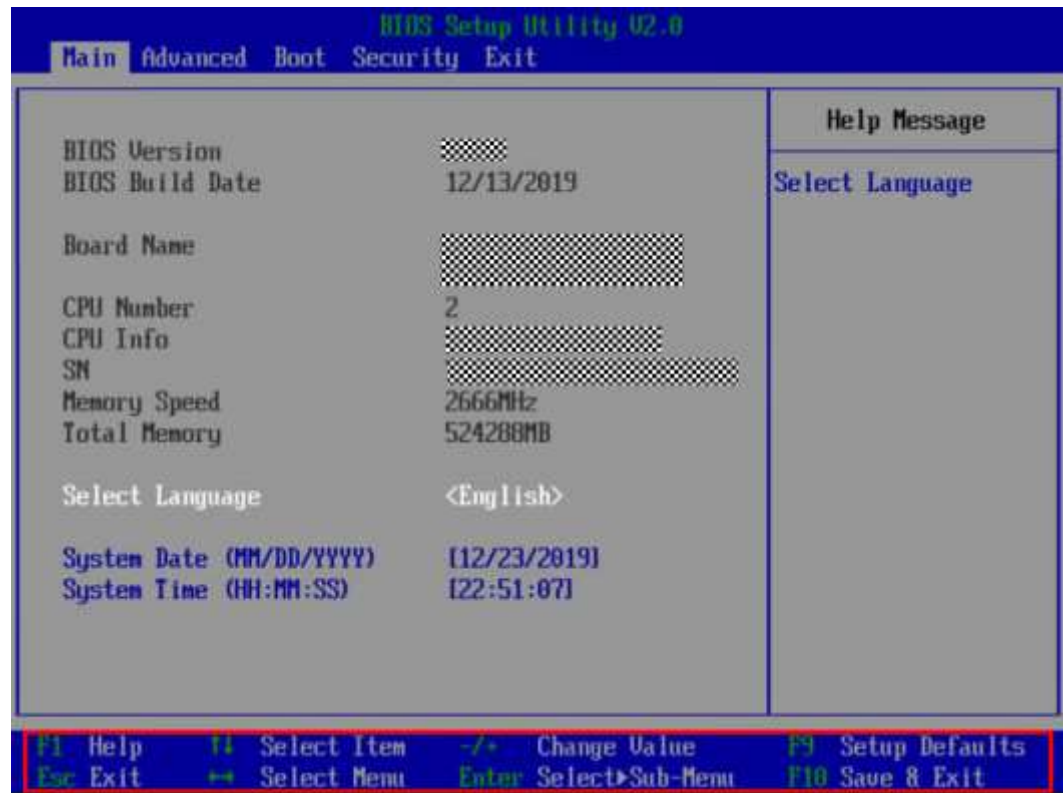 BIOS Setup Utility V2.0
Main Advanced Boot Security Exit
Help Message
Select Language
BIOS Version
BIOS Build Date 12/13/2019
Board Name
CPU Number 2
CPU Info
SN
Memory Speed 2666MHz
Total Memory 524288MB
Select Language <English>
System Date (MM/DD/YYYY) [12/23/2019]
System Time (HH:MM:SS) [22:51:07]
F1 Help ↑↓ Select Item -/+ Change Value F9 Setup Defaults
Esc Exit ↔ Select Menu Enter Select▶Sub-Menu F10 Save & Exit